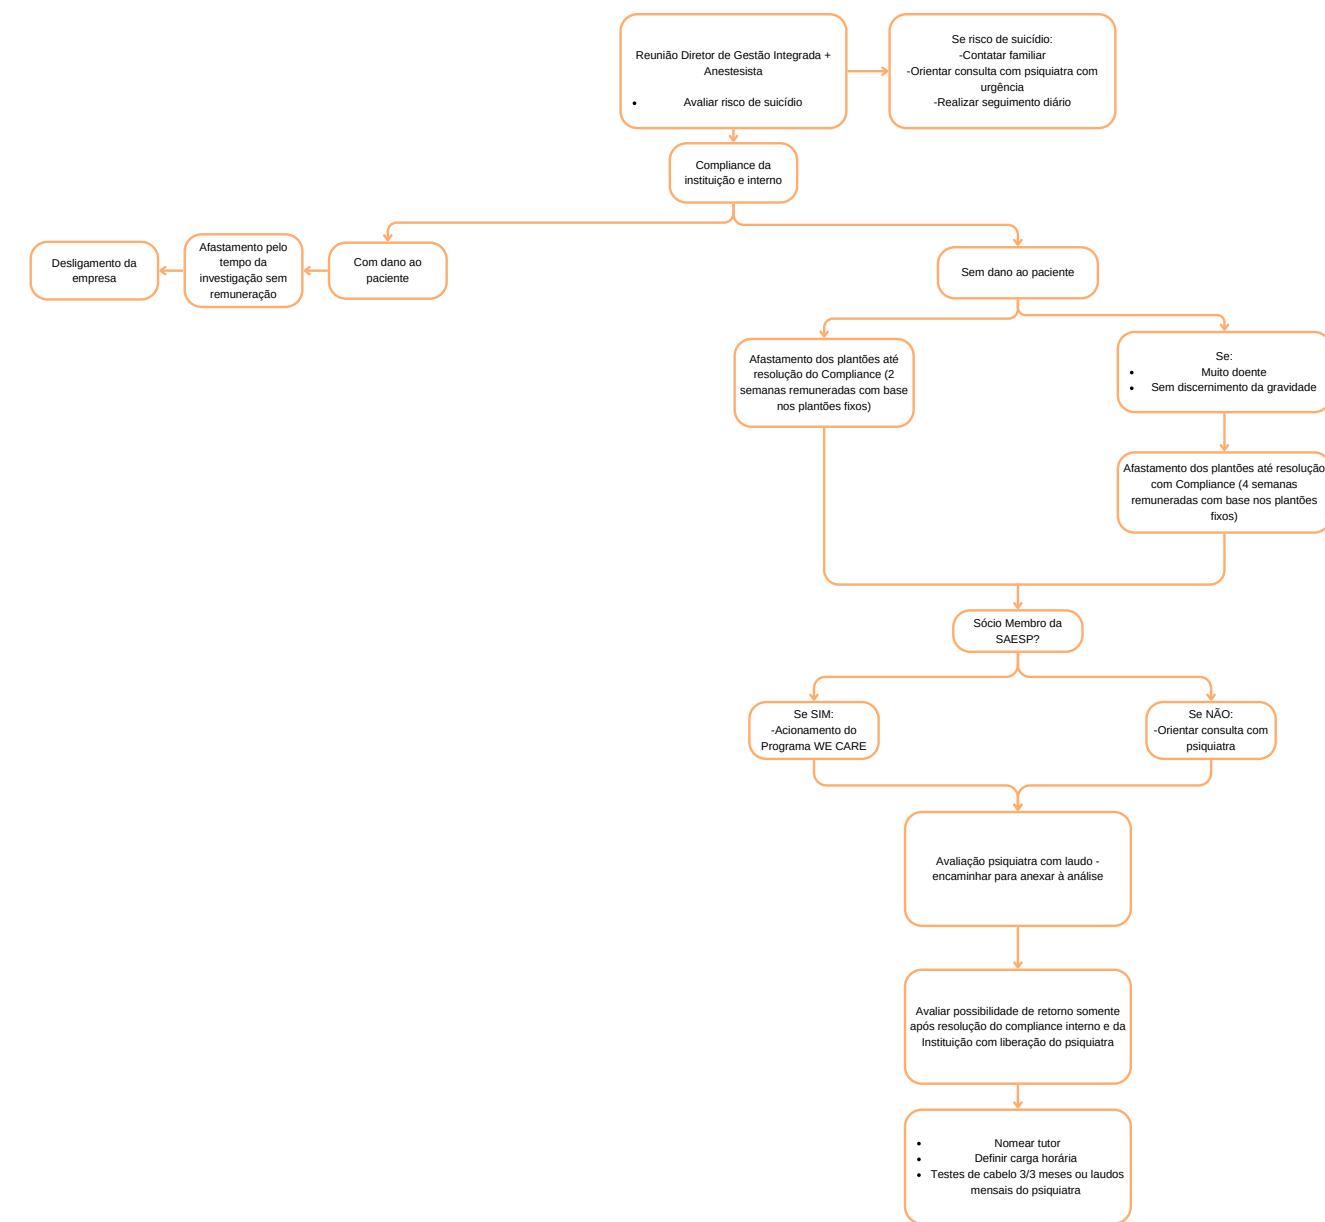 Reunião Diretor de Gestão Integrada +
Anestesista
• Avaliar risco de suicídio
Se risco de suicídio:
-Contatar familiar
-Orientar consulta com psiquiatra com
urgência
-Realizar seguimento diário
Compliance da
instituição e interno
Desligamento da
empresa
Afastamento pelo
tempo da
investigação sem
remuneração
Com dano ao
paciente
Sem dano ao paciente
Afastamento dos plantões até
resolução do Compliance (2
semanas remuneradas com base
nos plantões fixos)
Se:
• Muito doente
• Sem discernimento da gravidade
Afastamento dos plantões até resolução
com Compliance (4 semanas
remuneradas com base nos plantões
fixos)
Sócio Membro da
SAESP?
Se SIM:
-Acionamento do
Programa WE CARE
Se NÃO:
-Orientar consulta com
psiquiatra
Avaliação psiquiatra com laudo -
encaminhar para anexar à análise
Avaliar possibilidade de retorno somente
após resolução do compliance interno e da
Instituição com liberação do psiquiatra
• Nomear tutor
• Definir carga horária
• Testes de cabelo 3/3 meses ou laudos
mensais do psiquiatra